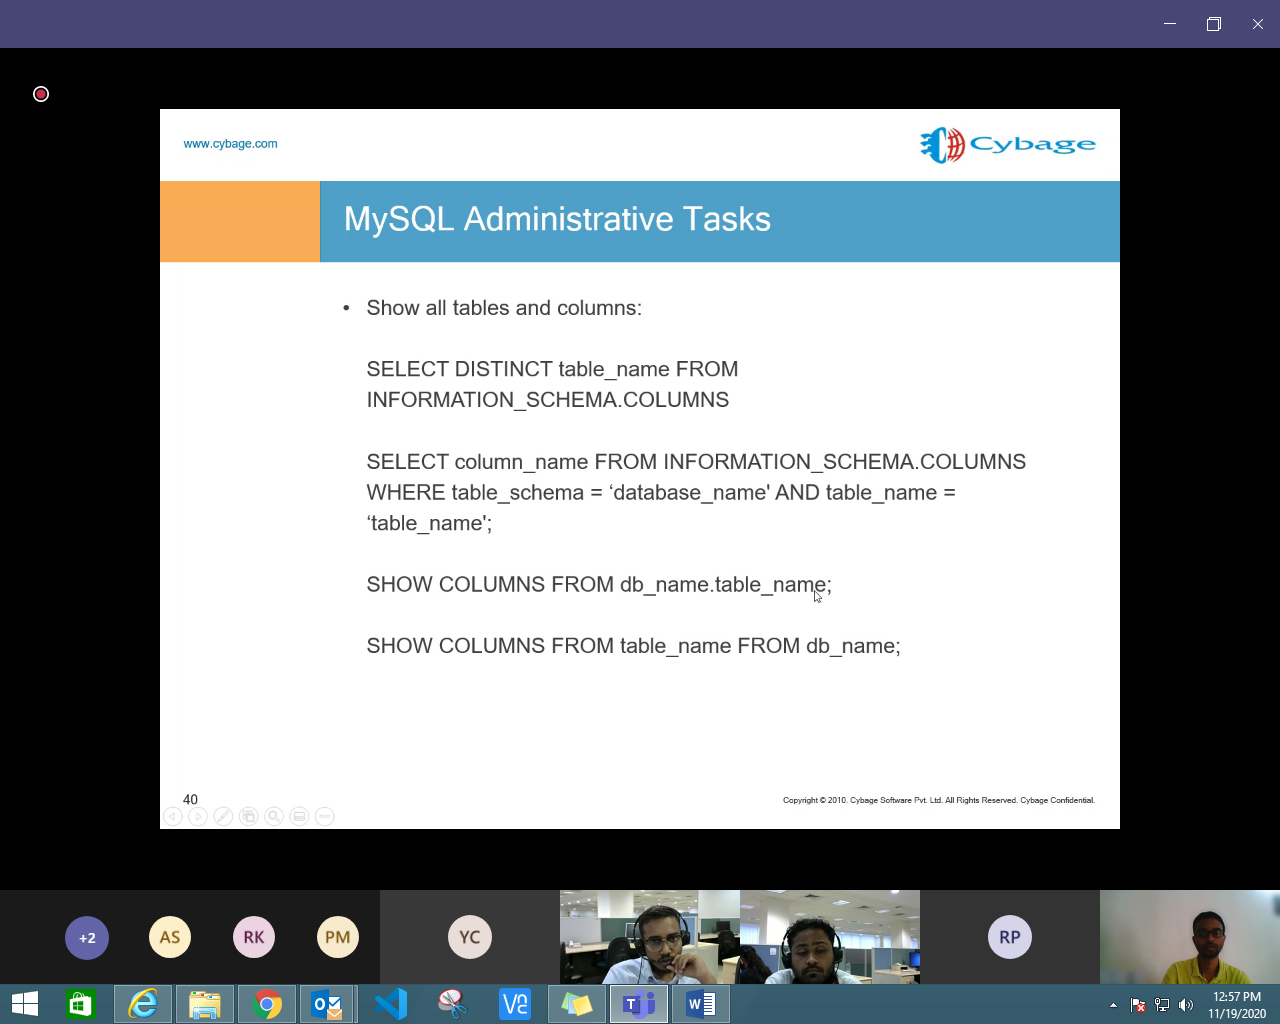 www.cybage.com
Cybage
MySQL Administrative Tasks
• Show all tables and columns:
SELECT DISTINCT table_name FROM
INFORMATION_SCHEMA.COLUMNS
SELECT column_name FROM INFORMATION_SCHEMA.COLUMNS
WHERE table_schema = ‘database_name' AND table_name =
‘table_name';
SHOW COLUMNS FROM db_name.table_name;
SHOW COLUMNS FROM table_name FROM db_name;
40
Copyright © 2010. Cybage Software Pvt. Ltd. All Rights Reserved. Cybage Confidential.
+2
AS
RK
PM
YC
RP
12:57 PM
11/19/2020